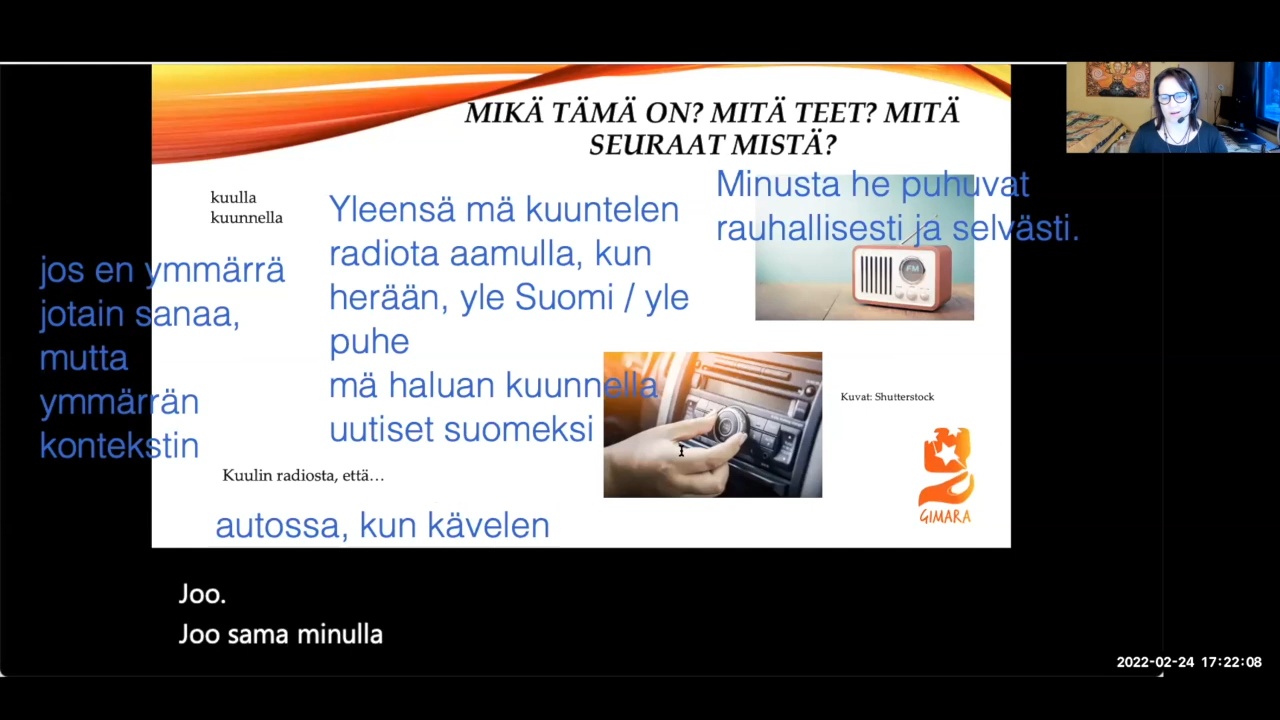 MIKÄ TÄMÄ ON? MITÄ TEET? MITÄ
SEURAAT MISTÄ?
kuulla
kuunnella
Minusta he puhuvat
rauhallisesti ja selvästi.
Yleensä mä kuuntelen
radiota aamulla, kun
herään, yle Suomi / yle
puhe
mä haluan kuunnella
uutiset suomeksi
jos en ymmärrä
jotain sanaa,
mutta
ymmärrän
kontekstin
FM
Kuvat: Shutterstock
GIMARA
Kuulin radiosta, että…
autossa, kun kävelen
Joo.
Joo sama minulla
2022-02-24 17:22:08